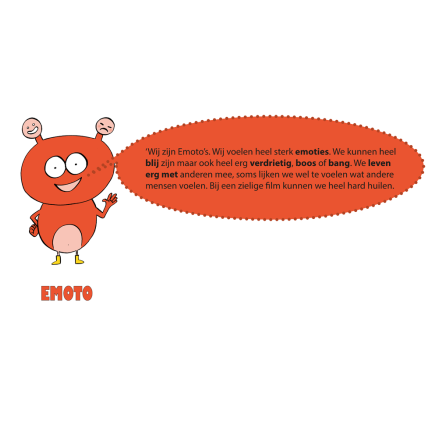 'Wij zijn Emoto's. Wij voelen heel sterk emoties. We kunnen heel
blij zijn maar ook heel erg verdrietig, boos of bang. We leven
erg met anderen mee, soms lijken we wel te voelen wat andere
mensen voelen. Bij een zielige film kunnen we heel hard huilen.
EMOTO